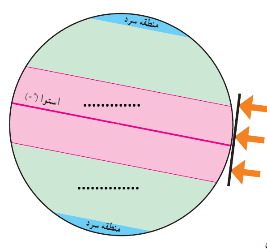 منطقه سرد
استوا (°۰)
.............
..............
منطقه سرد